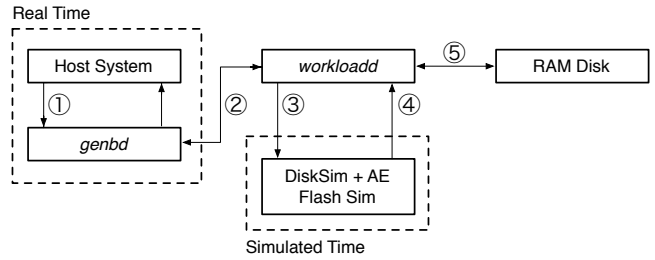 Real Time
Host System
①
genbd
②
workloadd
③
④
⑤
RAM Disk
DiskSim + AE
Flash Sim
Simulated Time